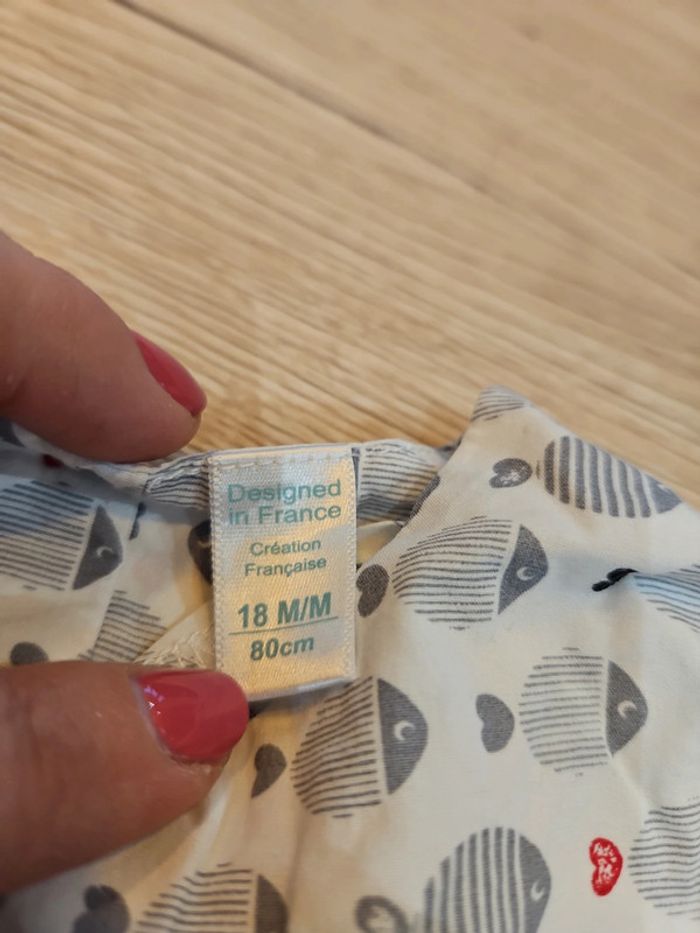 Designed
in France
Création
Française
18 M/M
80cm